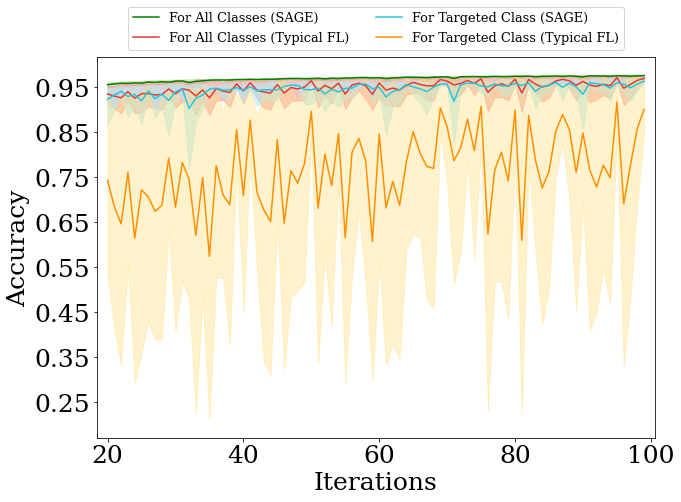 For All Classes (SAGE)
For All Classes (Typical FL)
For Targeted Class (SAGE)
For Targeted Class (Typical FL)
0.95
0.85
0.75
0.65
0.55
0.45
0.35
0.25
Accuracy
20 40 60 80 100
Iterations